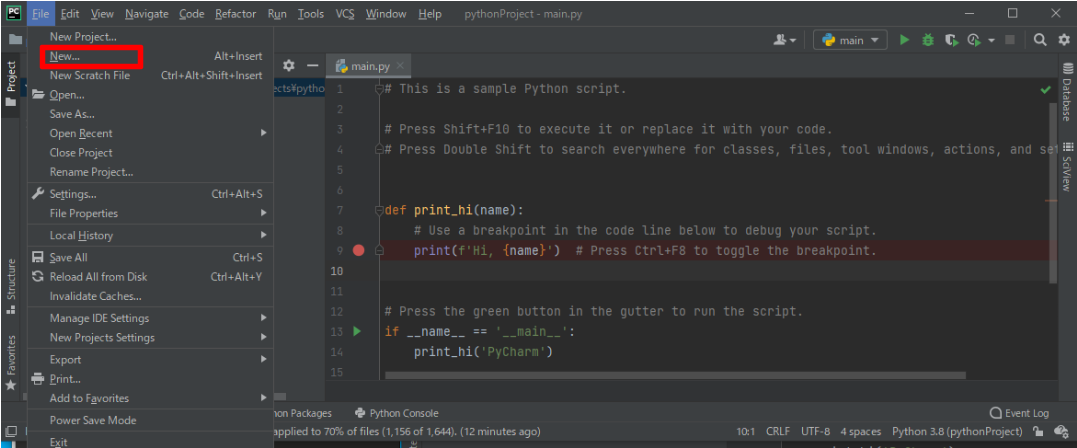 PC File Edit View Navigate Code Refactor Run Tools VCS Window Help pythonProject - main.py
main
New Project...
New... Alt+Insert
New Scratch File Ctrl+Alt+Shift+Insert
Open...
Save As...
Open Recent
Close Project
Rename Project...
Settings... Ctrl+Alt+S
File Properties
Local History
Save All Ctrl+S
Reload All from Disk Ctrl+Alt+Y
Invalidate Caches...
Manage IDE Settings
New Projects Settings
Export
Print...
Add to Favorites
Power Save Mode
Exit
Project
Structure
Favorites
ects¥pytho
main.py
1 # This is a sample Python script.
2
3 # Press Shift+F10 to execute it or replace it with your code.
4 # Press Double Shift to search everywhere for classes, files, tool windows, actions, and set
5
6
7 def print_hi(name):
8 # Use a breakpoint in the code line below to debug your script.
9 print(f'Hi, {name}') # Press Ctrl+F8 to toggle the breakpoint.
10
11
12 # Press the green button in the gutter to run the script.
13 if __name__ == '__main__':
14 print_hi('PyCharm')
15
Database
SciView
hon Packages Python Console Event Log
applied to 70% of files (1,156 of 1,644). (12 minutes ago) 10:1 CRLF UTF-8 4 spaces Python 3.8 (pythonProject)